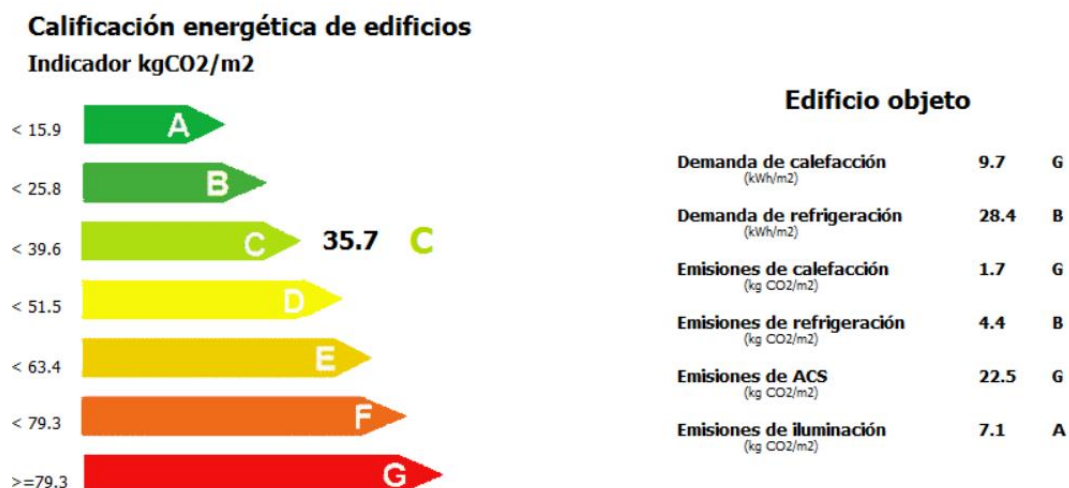 Calificación energética de edificios
Indicador kgCO2/m2
< 15.9 A
< 25.8 B
< 39.6 C 35.7 C
< 51.5 D
< 63.4 E
< 79.3 F
>=79.3 G
Edificio objeto
Demanda de calefacción 9.7 G
(kWh/m2)
Demanda de refrigeración 28.4 B
(kWh/m2)
Emisiones de calefacción 1.7 G
(kg CO2/m2)
Emisiones de refrigeración 4.4 B
(kg CO2/m2)
Emisiones de ACS 22.5 G
(kg CO2/m2)
Emisiones de iluminación 7.1 A
(kg CO2/m2)